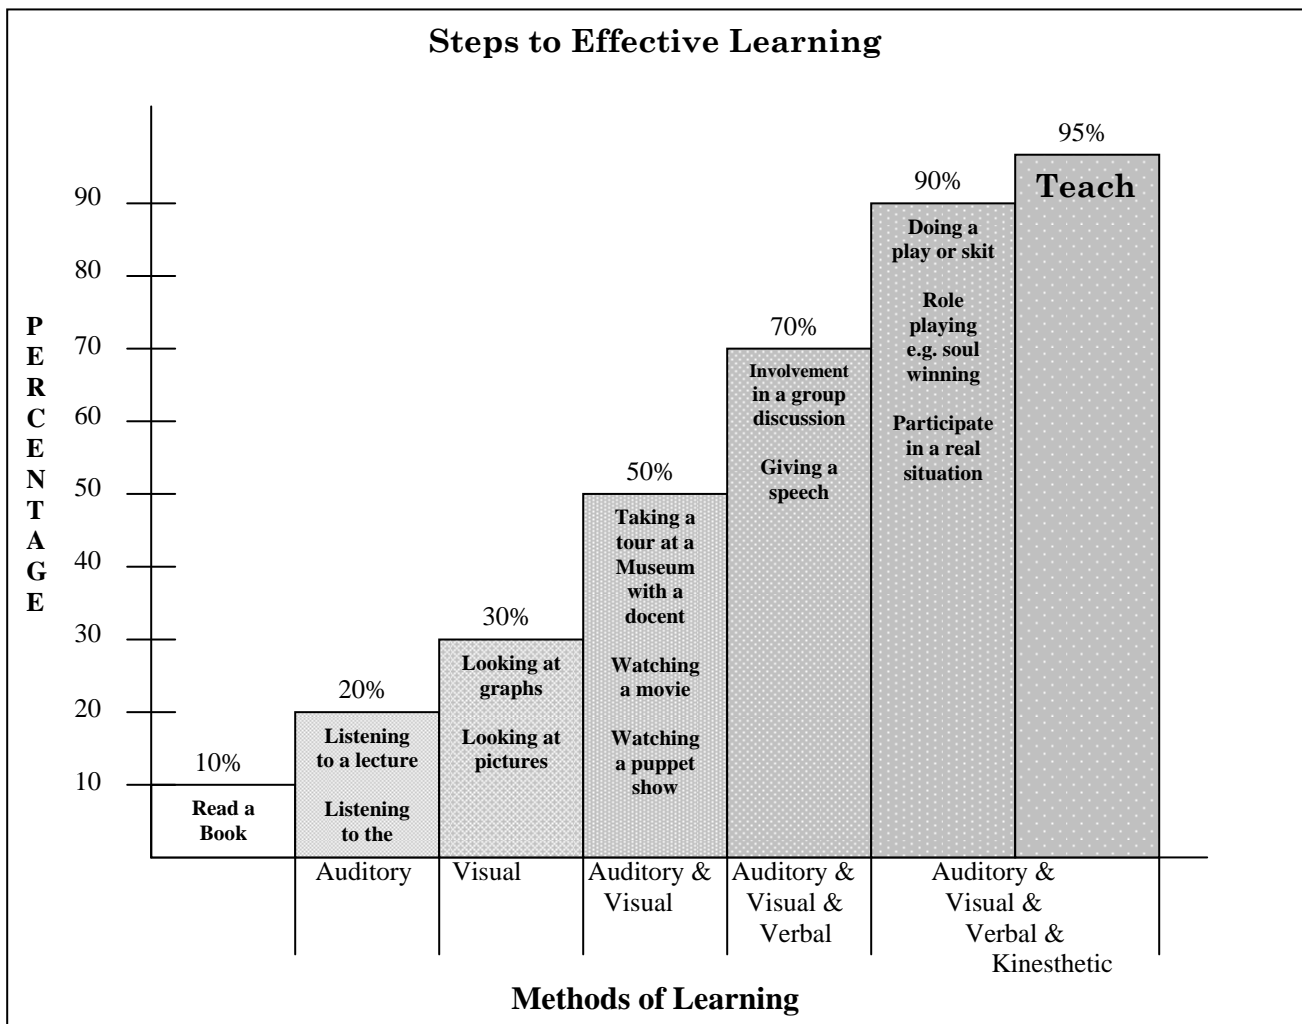 Steps to Effective Learning
95%
90%
Teach
90
Doing a
play or skit
80
Role
playing
e.g. soul
winning
70%
70
PERCENTAGE
Involvement
in a group
discussion
60
Participate
in a real
situation
50%
Giving a
speech
50
Taking a
tour at a
Museum
with a
docent
40
30%
30
Looking at
graphs
Watching
a movie
20%
20
Listening
to a lecture
Looking at
pictures
Watching
a puppet
show
10%
10
Read a
Book
Listening
to the
Auditory
Visual
Auditory &
Visual
Auditory &
Visual &
Verbal
Auditory &
Visual &
Verbal &
Kinesthetic
Methods of Learning